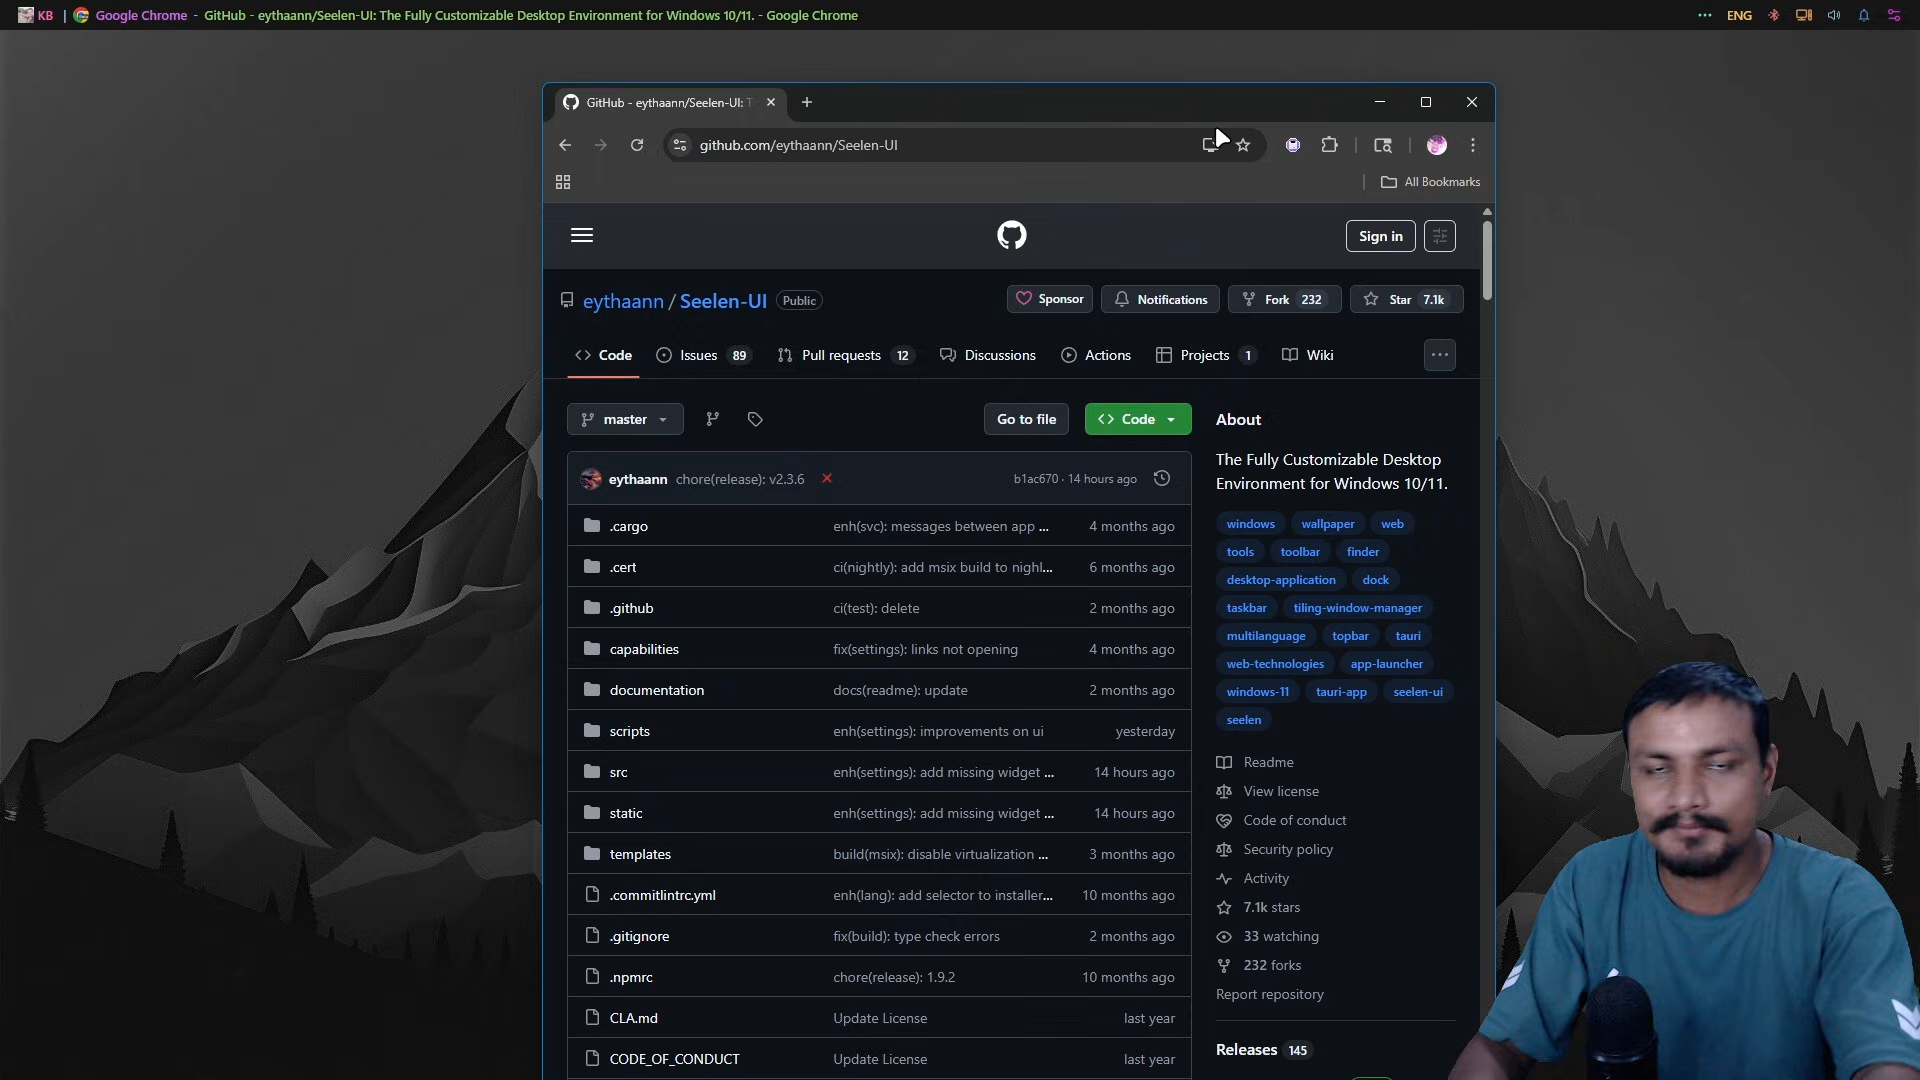 KB | Google Chrome - GitHub - eythaann/Seelen-UI: The Fully Customizable Desktop Environment for Windows 10/11. - Google Chrome
ENG
GitHub - eythaann/Seelen-UI: T
github.com/eythaann/Seelen-UI
All Bookmarks
Sign in
eythaann / Seelen-UI Public
Sponsor
Notifications
Fork 232
Star 7.1k
Code
Issues 89
Pull requests 12
Discussions
Actions
Projects 1
Wiki
master
Go to file
Code
eythaann chore(release): v2.3.6 b1ac670 · 14 hours ago
.cargo enh(svc): messages between app ... 4 months ago
.cert ci(nightly): add msix build to nighl... 6 months ago
.github ci(test): delete 2 months ago
capabilities fix(settings): links not opening 4 months ago
documentation docs(readme): update 2 months ago
scripts enh(settings): improvements on ui yesterday
src enh(settings): add missing widget ... 14 hours ago
static enh(settings): add missing widget ... 14 hours ago
templates build(msix): disable virtualization ... 3 months ago
.commitlintrc.yml enh(lang): add selector to installer... 10 months ago
.gitignore fix(build): type check errors 2 months ago
.npmrc chore(release): 1.9.2 10 months ago
CLA.md Update License last year
CODE_OF_CONDUCT Update License last year
About
The Fully Customizable Desktop
Environment for Windows 10/11.
windows wallpaper web
tools toolbar finder
desktop-application dock
taskbar tiling-window-manager
multilanguage topbar tauri
web-technologies app-launcher
windows-11 tauri-app seelen-ui
seelen
Readme
View license
Code of conduct
Security policy
Activity
7.1k stars
33 watching
232 forks
Report repository
Releases 145